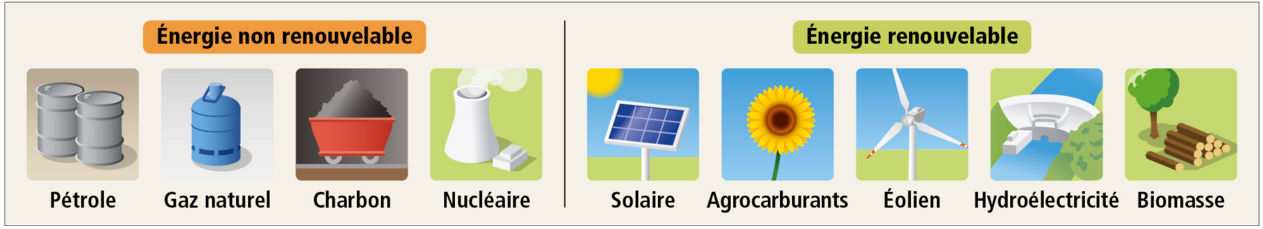 Énergie non renouvelable
Pétrole
Gaz naturel
Charbon
Nucléaire
Énergie renouvelable
Solaire
Agrocarburants
Éolien
Hydroélectricité
Biomasse